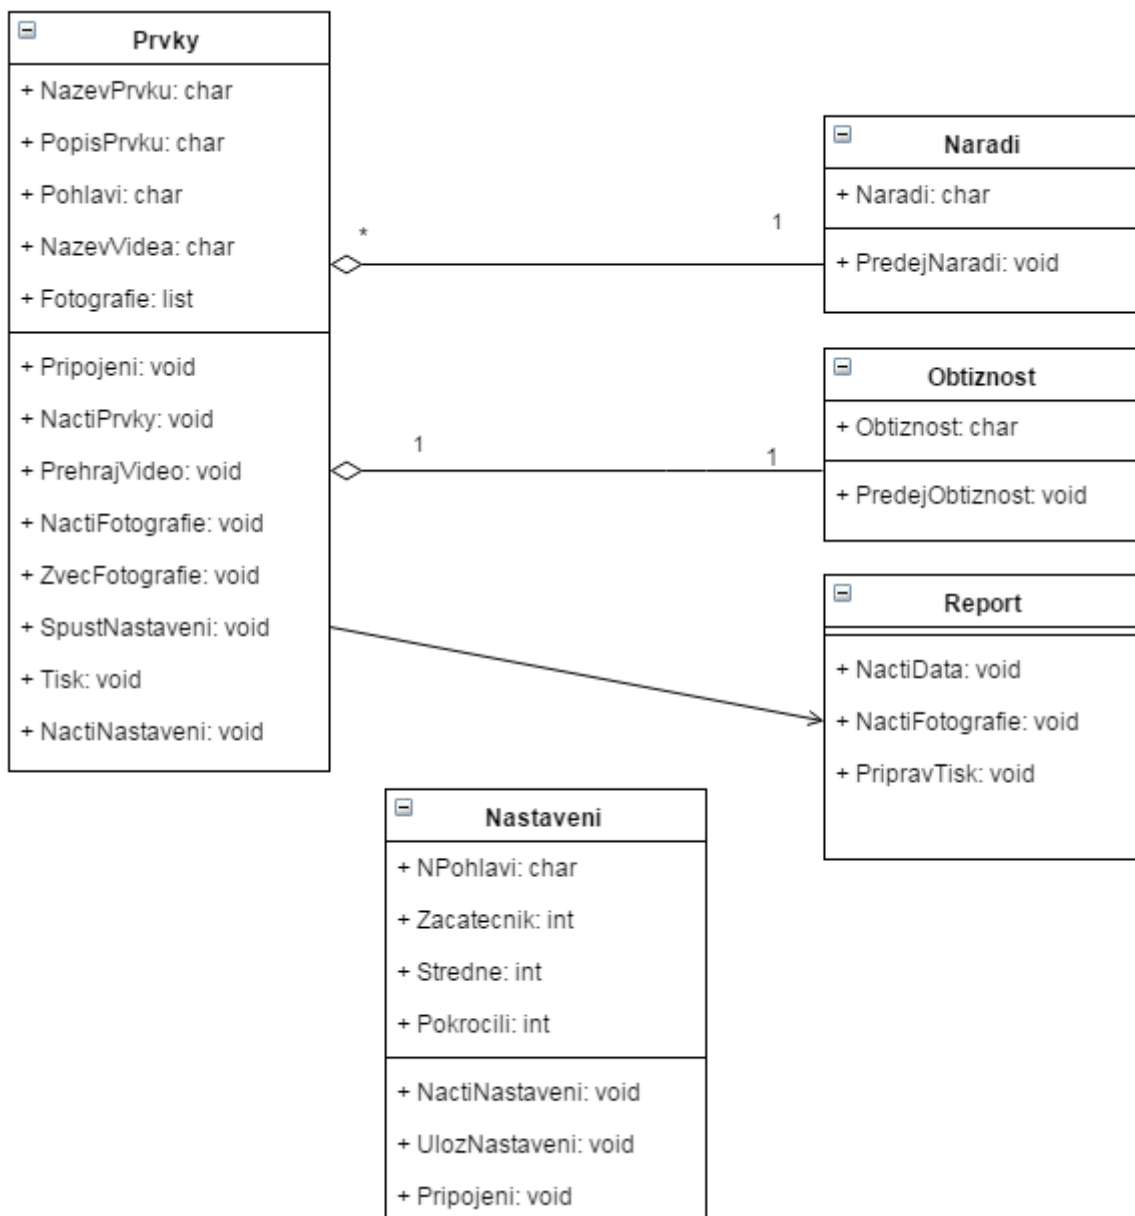 Prvky
+ NazevPrvku: char
+ PopisPrvku: char
+ Pohlavi: char
+ NazevVidea: char
+ Fotografie: list
+ Pripojeni: void
+ NactiPrvky: void
+ PrehrajVideo: void
+ NactiFotografie: void
+ ZvecFotografie: void
+ SpustNastaveni: void
+ Tisk: void
+ NactiNastaveni: void
*
1
Naradi
+ Naradi: char
+ PredejNaradi: void
1
1
Obtiznost
+ Obtiznost: char
+ PredejObtiznost: void
Report
+ NactiData: void
+ NactiFotografie: void
+ PripravTisk: void
Nastaveni
+ NPohlavi: char
+ Zacatecnik: int
+ Stredne: int
+ Pokrocili: int
+ NactiNastaveni: void
+ UlozNastaveni: void
+ Pripojeni: void